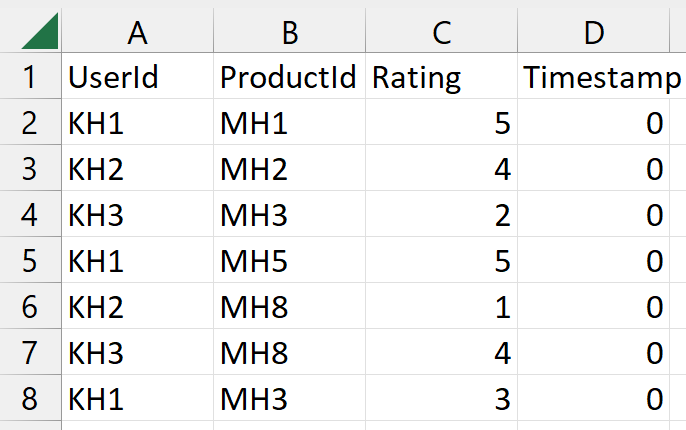 A B C D
1 UserId ProductId Rating Timestamp
2 KH1 MH1 5 0
3 KH2 MH2 4 0
4 KH3 MH3 2 0
5 KH1 MH5 5 0
6 KH2 MH8 1 0
7 KH3 MH8 4 0
8 KH1 MH3 3 0